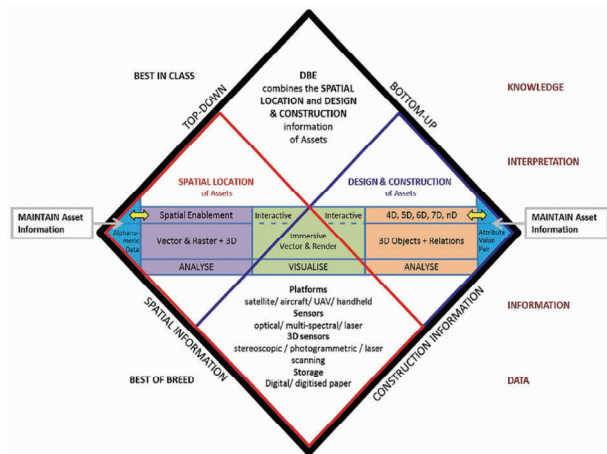 BEST IN CLASS
TOP-DOWN
DBE
combines the SPATIAL
LOCATION and DESIGN
& CONSTRUCTION
information
of Assets
BOTTOM-UP
KNOWLEDGE
INTERPRETATION
SPATIAL LOCATION
of Assets
DESIGN & CONSTRUCTION
of Assets
MAINTAIN Asset
Information
Alpha-
numeric
Data
Spatial Enablement
Interactive
Interactive
4D, 5D, 6D, 7D, nD
Vector & Raster + 3D
Immersive
Vector & Render
3D Objects + Relations
Attribute
Value
Pair
MAINTAIN Asset
Information
ANALYSE
VISUALISE
ANALYSE
SPATIAL INFORMATION
Platforms
satellite/ aircraft/ UAV/ handheld
Sensors
optical/ multi-spectral/ laser
3D sensors
stereoscopic / photogrammetric / laser
scanning
Storage
Digital/ digitised paper
CONSTRUCTION INFORMATION
INFORMATION
BEST OF BREED
DATA